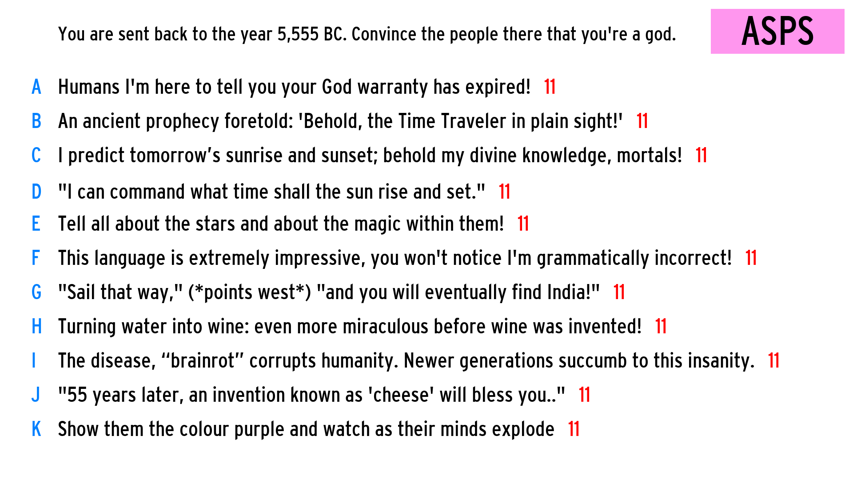 You are sent back to the year 5,555 BC. Convince the people there that you're a god.
ASPS
A Humans I'm here to tell you your God warranty has expired! 11
B An ancient prophecy foretold: 'Behold, the Time Traveler in plain sight!' 11
C I predict tomorrow’s sunrise and sunset; behold my divine knowledge, mortals! 11
D "I can command what time shall the sun rise and set." 11
E Tell all about the stars and about the magic within them! 11
F This language is extremely impressive, you won't notice I'm grammatically incorrect! 11
G "Sail that way," (*points west*) "and you will eventually find India!" 11
H Turning water into wine: even more miraculous before wine was invented! 11
I The disease, “brainrot” corrupts humanity. Newer generations succumb to this insanity. 11
J "55 years later, an invention known as 'cheese' will bless you.." 11
K Show them the colour purple and watch as their minds explode 11